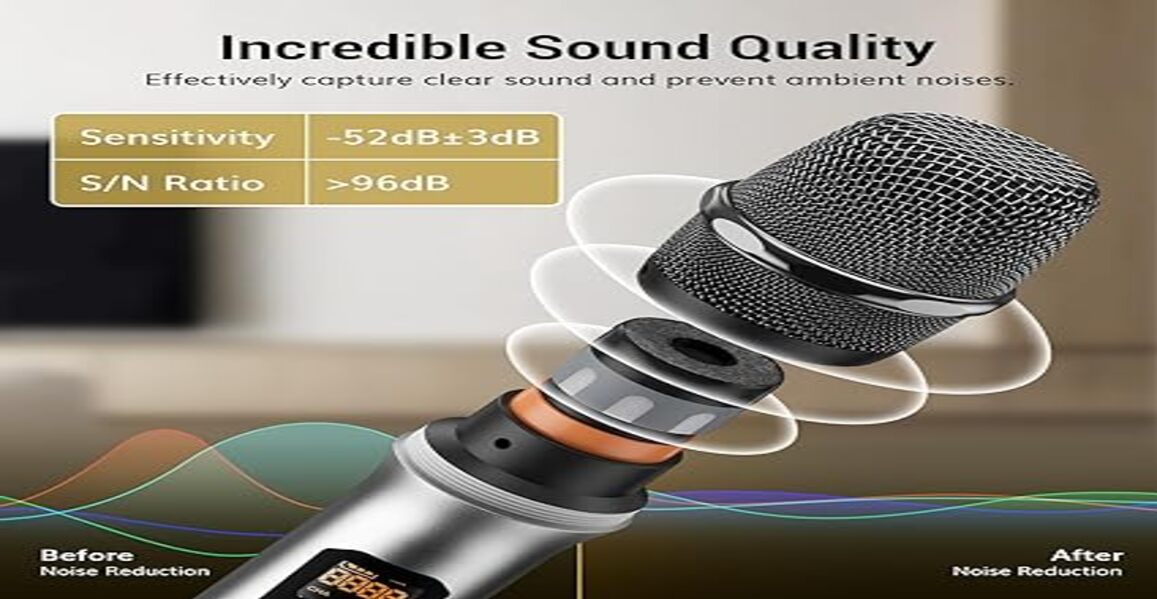 Incredible Sound Quality
Effectively capture clear sound and prevent ambient noises.
Sensitivity -52dB±3dB
S/N Ratio >96dB
Before
Noise Reduction
After
Noise Reduction